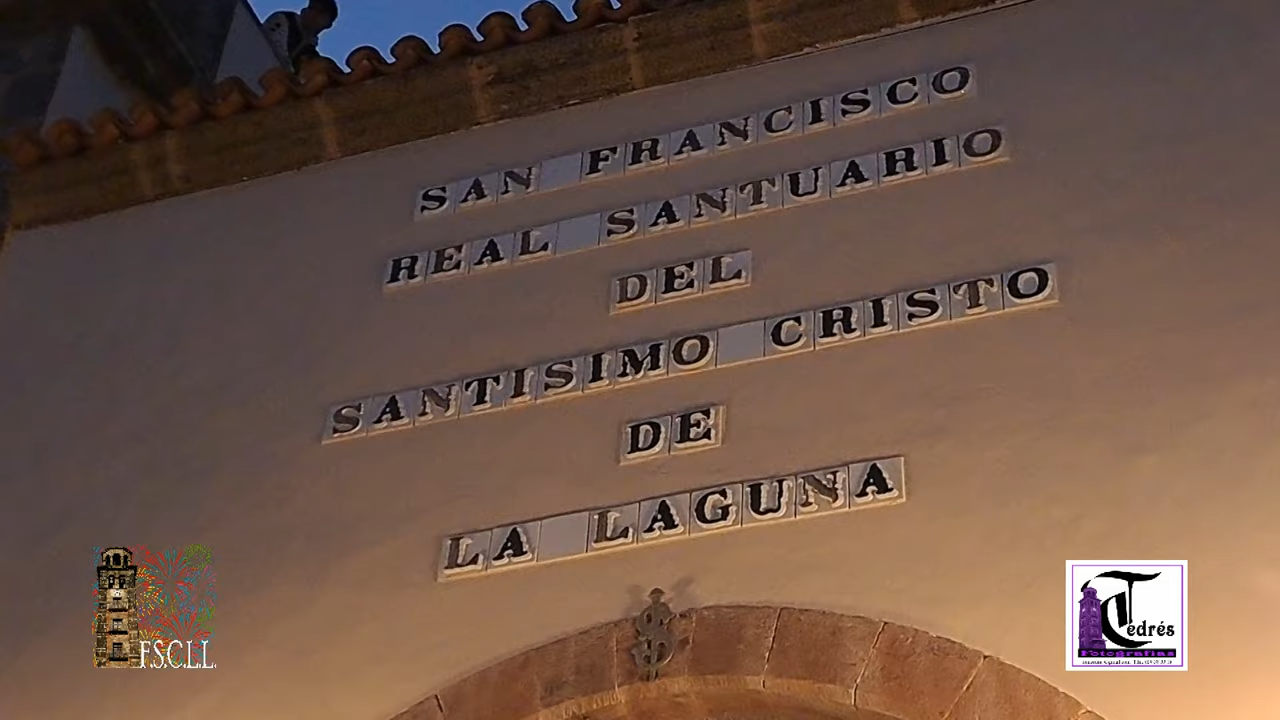 SAN FRANCISCO
REAL SANTUARIO
DEL
SANTISIMO CRISTO
DE
LA LAGUNA
F.S.C.L.L.
Tedrés
Fotografías